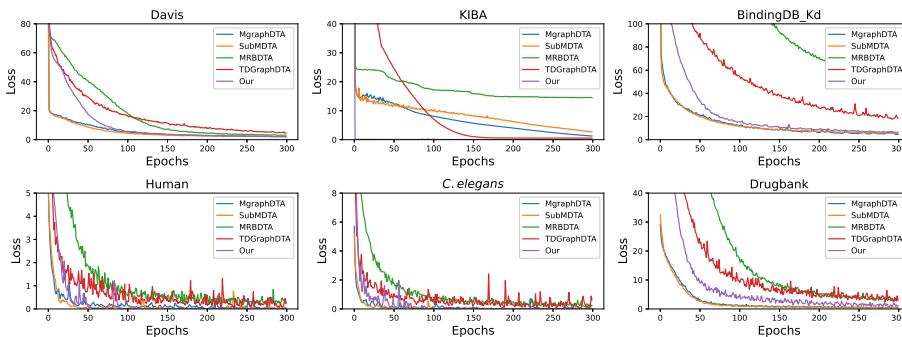 Davis
Loss
80
60
40
20
0
0 50 100 150 200 250 300
Epochs
MgraphDTA
SubMDTA
MRBDTA
TDGraphDTA
Our
KIBA
Loss
40
30
20
10
0
0 50 100 150 200 250 300
Epochs
MgraphDTA
SubMDTA
MRBDTA
TDGraphDTA
Our
BindingDB_Kd
Loss
100
80
60
40
20
0
0 50 100 150 200 250 300
Epochs
MgraphDTA
SubMDTA
MRBDTA
TDGraphDTA
Our
Human
Loss
5
4
3
2
1
0
0 50 100 150 200 250 300
Epochs
MgraphDTA
SubMDTA
MRBDTA
TDGraphDTA
Our
C. elegans
Loss
8
6
4
2
0
0 50 100 150 200 250 300
Epochs
MgraphDTA
SubMDTA
MRBDTA
TDGraphDTA
Our
Drugbank
Loss
40
30
20
10
0
0 50 100 150 200 250 300
Epochs
MgraphDTA
SubMDTA
MRBDTA
TDGraphDTA
Our